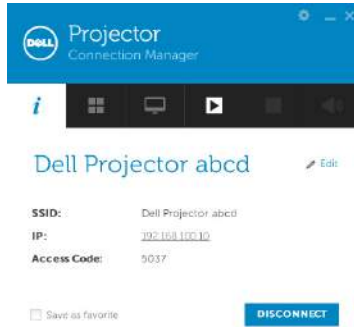 DELL
Projector
Connection Manager
i
Dell Projector abcd
Edit
SSID: Dell Projector abcd
IP: 192.168.100.10
Access Code: 5037
Save as favorite
DISCONNECT